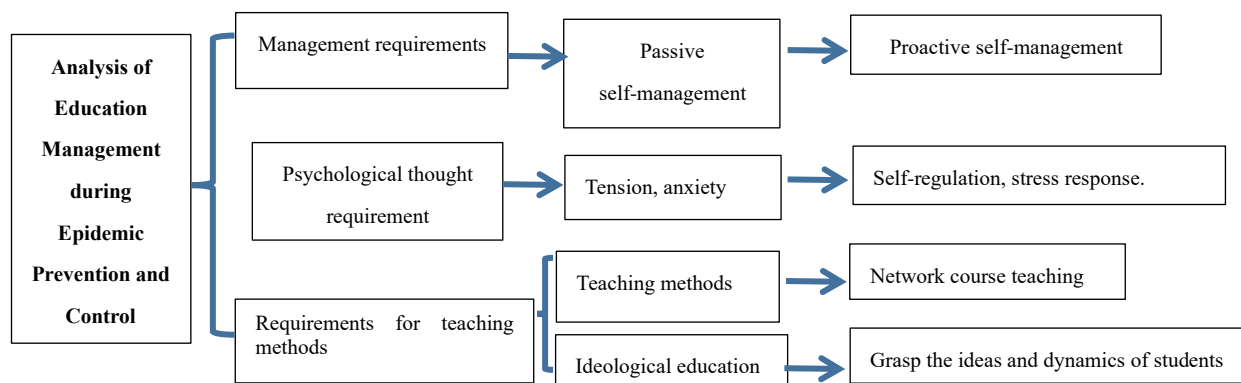 Analysis of
Education
Management
during
Epidemic
Prevention and
Control
Management requirements
Passive
self-management
Proactive self-management
Psychological thought
requirement
Tension, anxiety
Self-regulation, stress response.
Requirements for teaching
methods
Teaching methods
Network course teaching
Ideological education
Grasp the ideas and dynamics of students